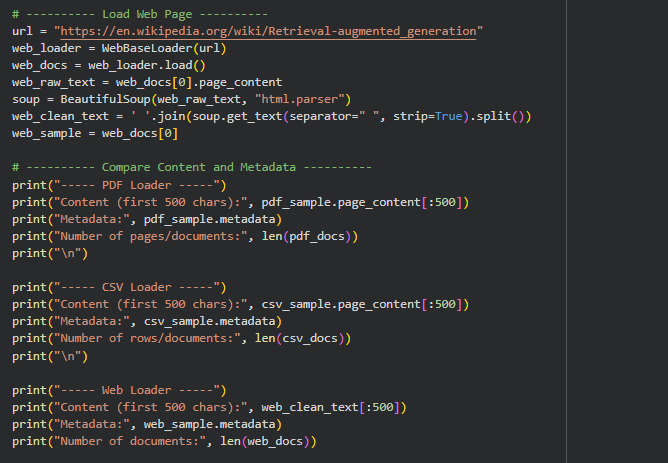 # ---------- Load Web Page ----------
url = "https://en.wikipedia.org/wiki/Retrieval-augmented_generation"
web_loader = WebBaseLoader(url)
web_docs = web_loader.load()
web_raw_text = web_docs[0].page_content
soup = BeautifulSoup(web_raw_text, "html.parser")
web_clean_text = ' '.join(soup.get_text(separator=" ", strip=True).split())
web_sample = web_docs[0]

# ---------- Compare Content and Metadata ----------
print("----- PDF Loader -----")
print("Content (first 500 chars):", pdf_sample.page_content[:500])
print("Metadata:", pdf_sample.metadata)
print("Number of pages/documents:", len(pdf_docs))
print("\n")

print("----- CSV Loader -----")
print("Content (first 500 chars):", csv_sample.page_content[:500])
print("Metadata:", csv_sample.metadata)
print("Number of rows/documents:", len(csv_docs))
print("\n")

print("----- Web Loader -----")
print("Content (first 500 chars):", web_clean_text[:500])
print("Metadata:", web_sample.metadata)
print("Number of documents:", len(web_docs))